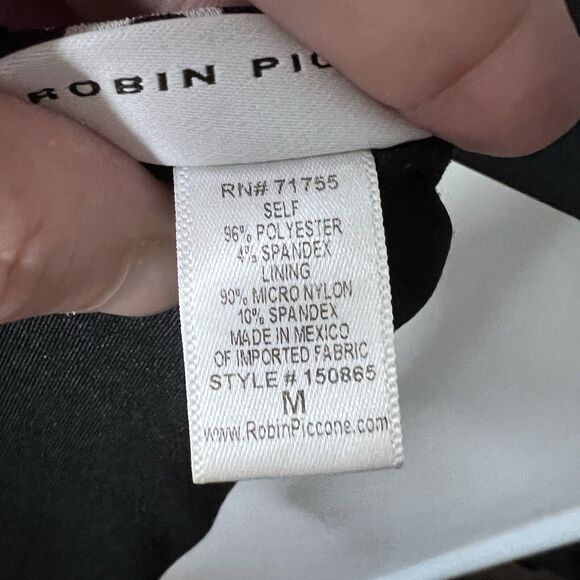 ROBIN PIC
RN# 71755
SELF
96% POLYESTER
4% SPANDEX
LINING
90% MICRO NYLON
10% SPANDEX
MADE IN MEXICO
OF IMPORTED FABRIC
STYLE # 150865
M
www.RobinPiccone.com